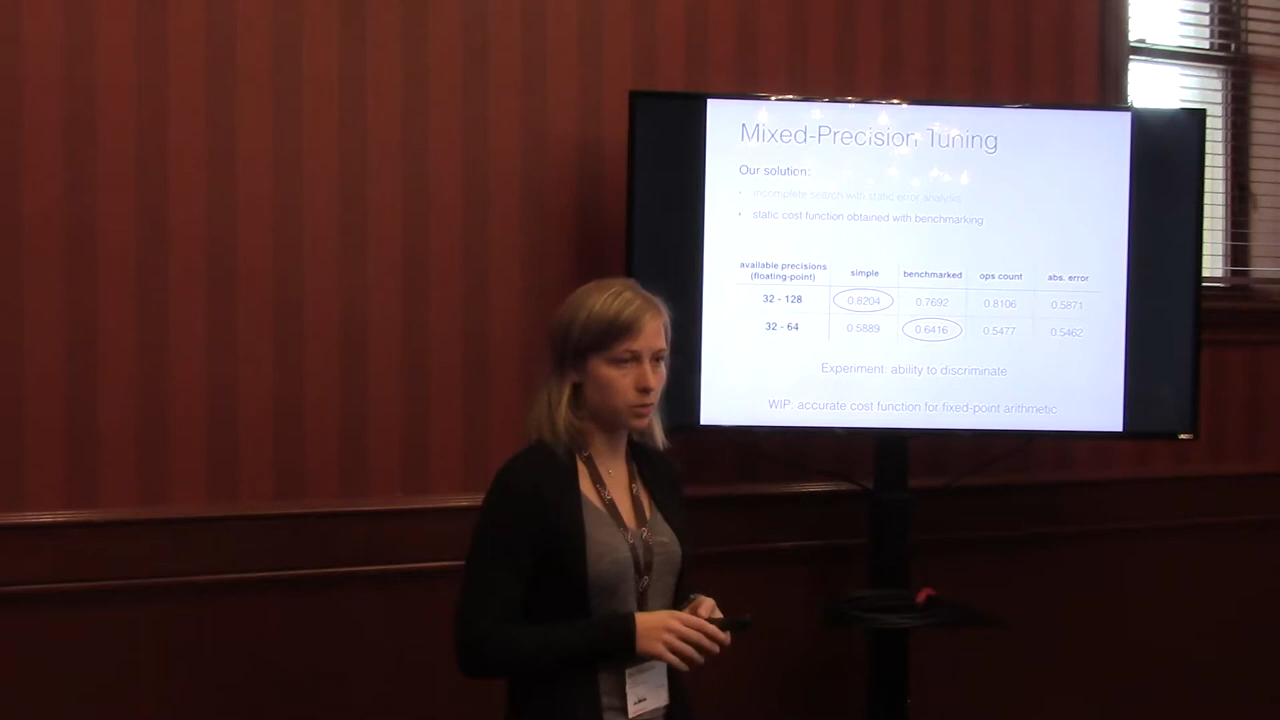 Mixed-Precision Tuning
Our solution:
• incomplete search with static error analysis
• static cost function obtained with benchmarking
available precisions (floating-point) simple benchmarked ops count abs. error
32 - 128 0.8204 0.7692 0.8106 0.5871
32 - 64 0.5889 0.6416 0.5477 0.5462
Experiment: ability to discriminate
WIP: accurate cost function for fixed-point arithmetic
VIZIO